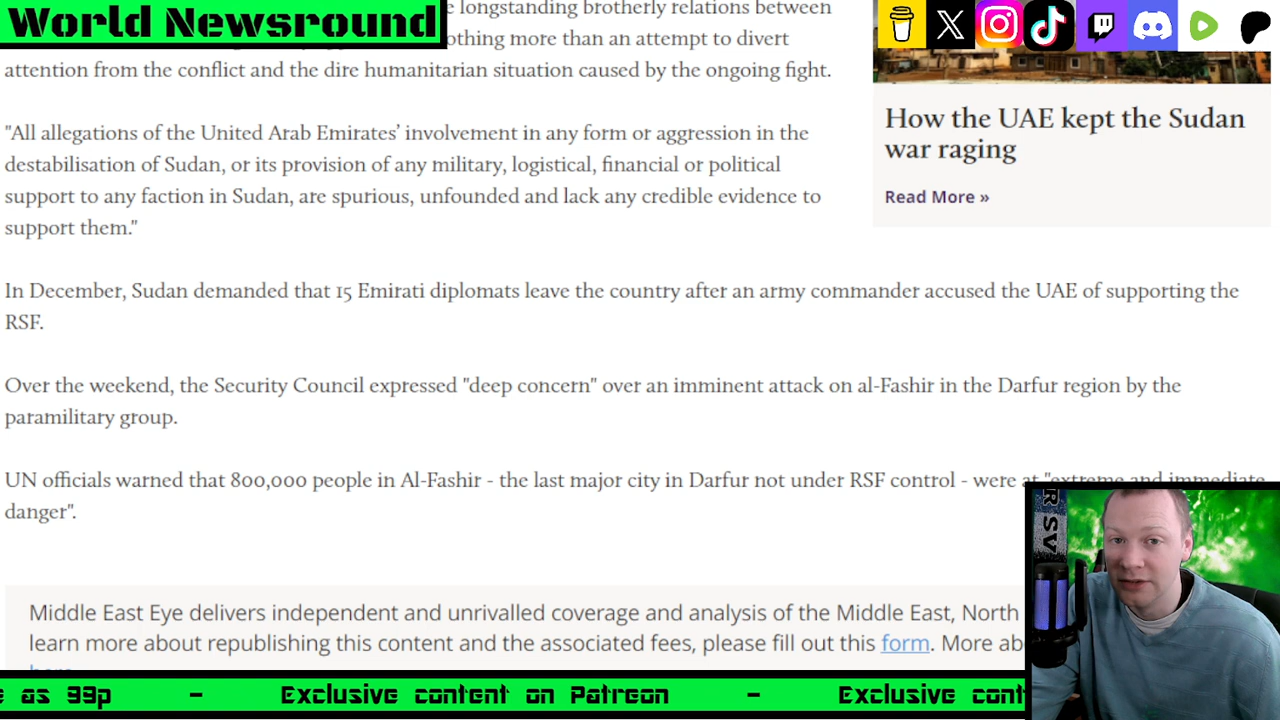 World Newsround
e longstanding brotherly relations between
othing more than an attempt to divert
attention from the conflict and the dire humanitarian situation caused by the ongoing fight.
"All allegations of the United Arab Emirates' involvement in any form or aggression in the
destabilisation of Sudan, or its provision of any military, logistical, financial or political
support to any faction in Sudan, are spurious, unfounded and lack any credible evidence to
support them."
How the UAE kept the Sudan
war raging
Read More »
In December, Sudan demanded that 15 Emirati diplomats leave the country after an army commander accused the UAE of supporting the
RSF.
Over the weekend, the Security Council expressed "deep concern" over an imminent attack on al-Fashir in the Darfur region by the
paramilitary group.
UN officials warned that 800,000 people in Al-Fashir - the last major city in Darfur not under RSF control - were at "extreme and immediate
danger".
Middle East Eye delivers independent and unrivalled coverage and analysis of the Middle East, North
learn more about republishing this content and the associated fees, please fill out this form. More abo
e as 99p - Exclusive content on Patreon - Exclusive cont